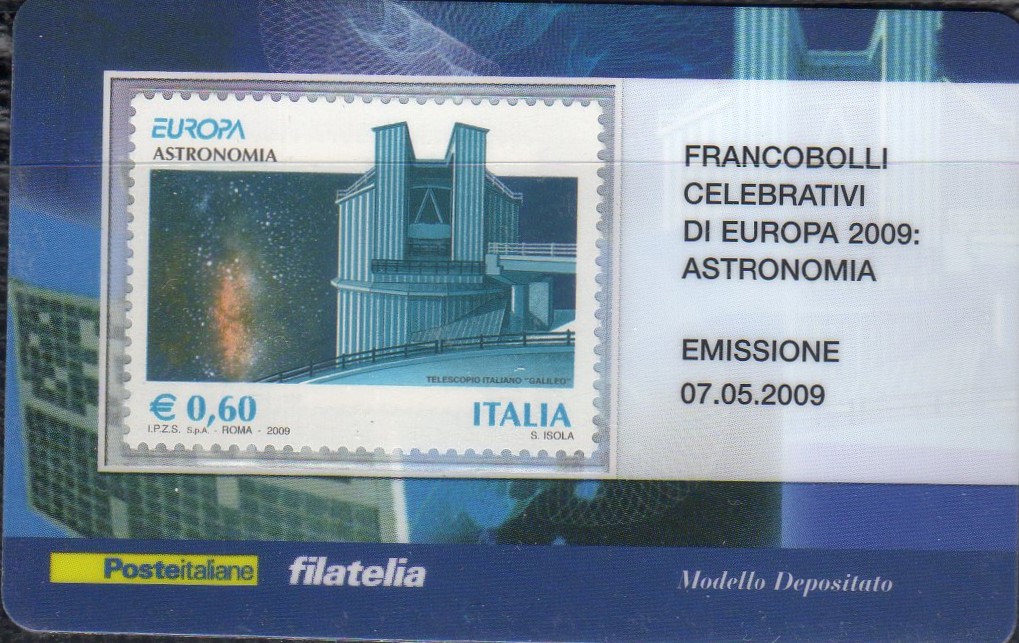 EUROPA
ASTRONOMIA
TELESCOPIO ITALIANO "GALILEO"
€ 0,60
ITALIA
I.P.Z.S. S.p.A. - ROMA - 2009
S. ISOLA
FRANCOBOLLI
CELEBRATIVI
DI EUROPA 2009:
ASTRONOMIA
EMISSIONE
07.05.2009
Posteitaliane
filatelia
Modello Depositato